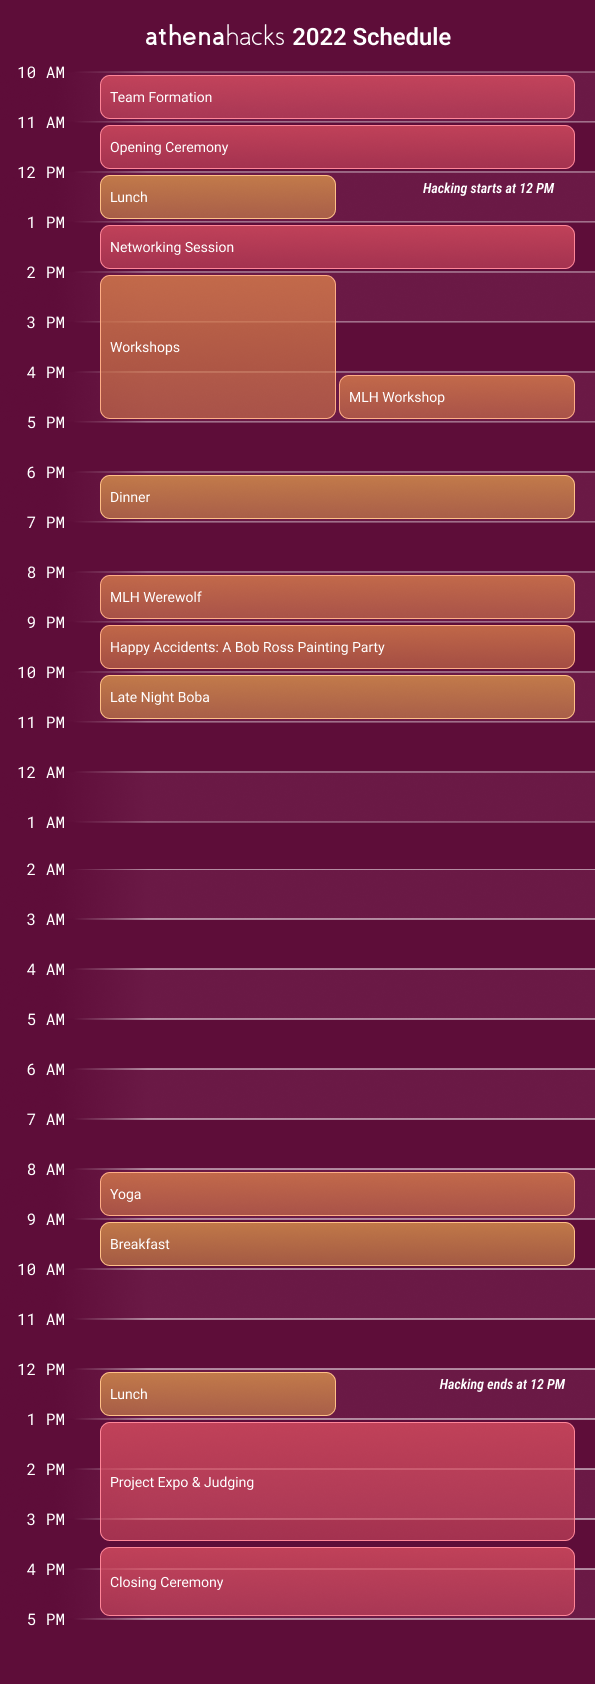 athenahacks 2022 Schedule
10 AM
Team Formation
11 AM
Opening Ceremony
12 PM
Hacking starts at 12 PM
Lunch
1 PM
Networking Session
2 PM
3 PM
Workshops
4 PM
MLH Workshop
5 PM
6 PM
Dinner
7 PM
8 PM
MLH Werewolf
9 PM
Happy Accidents: A Bob Ross Painting Party
10 PM
Late Night Boba
11 PM
12 AM
1 AM
2 AM
3 AM
4 AM
5 AM
6 AM
7 AM
8 AM
Yoga
9 AM
Breakfast
10 AM
11 AM
12 PM
Hacking ends at 12 PM
Lunch
1 PM
2 PM
Project Expo & Judging
3 PM
4 PM
Closing Ceremony
5 PM